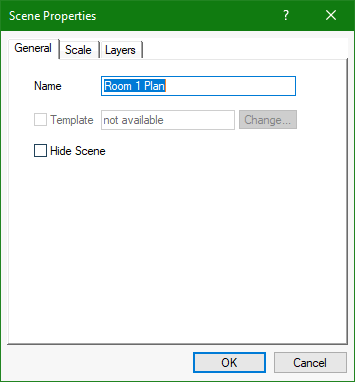 Scene Properties ?
General Scale Layers
Name Room 1 Plan
Template not available Change...
Hide Scene
OK Cancel